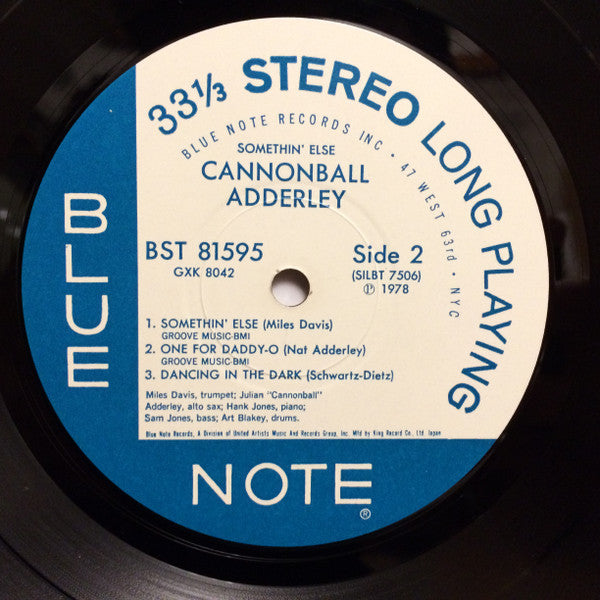 33⅓ STEREO LONG PLAYING
BLUE NOTE RECORDS INC • 47 WEST 63rd • NYC
SOMETHIN' ELSE
CANNONBALL
ADDERLEY
BST 81595
GXK 8042
Side 2
(SILBT 7506)
℗ 1978
1. SOMETHIN' ELSE (Miles Davis)
GROOVE MUSIC-BMI
2. ONE FOR DADDY-O (Nat Adderley)
GROOVE MUSIC-BMI
3. DANCING IN THE DARK (Schwartz-Dietz)
Miles Davis, trumpet; Julian "Cannonball"
Adderley, alto sax; Hank Jones, piano;
Sam Jones, bass; Art Blakey, drums.
Blue Note Records, A Division of United Artists Music And Records Group, Inc. Mfd by King Record Co., Ltd. Japan
BLUE
NOTE®